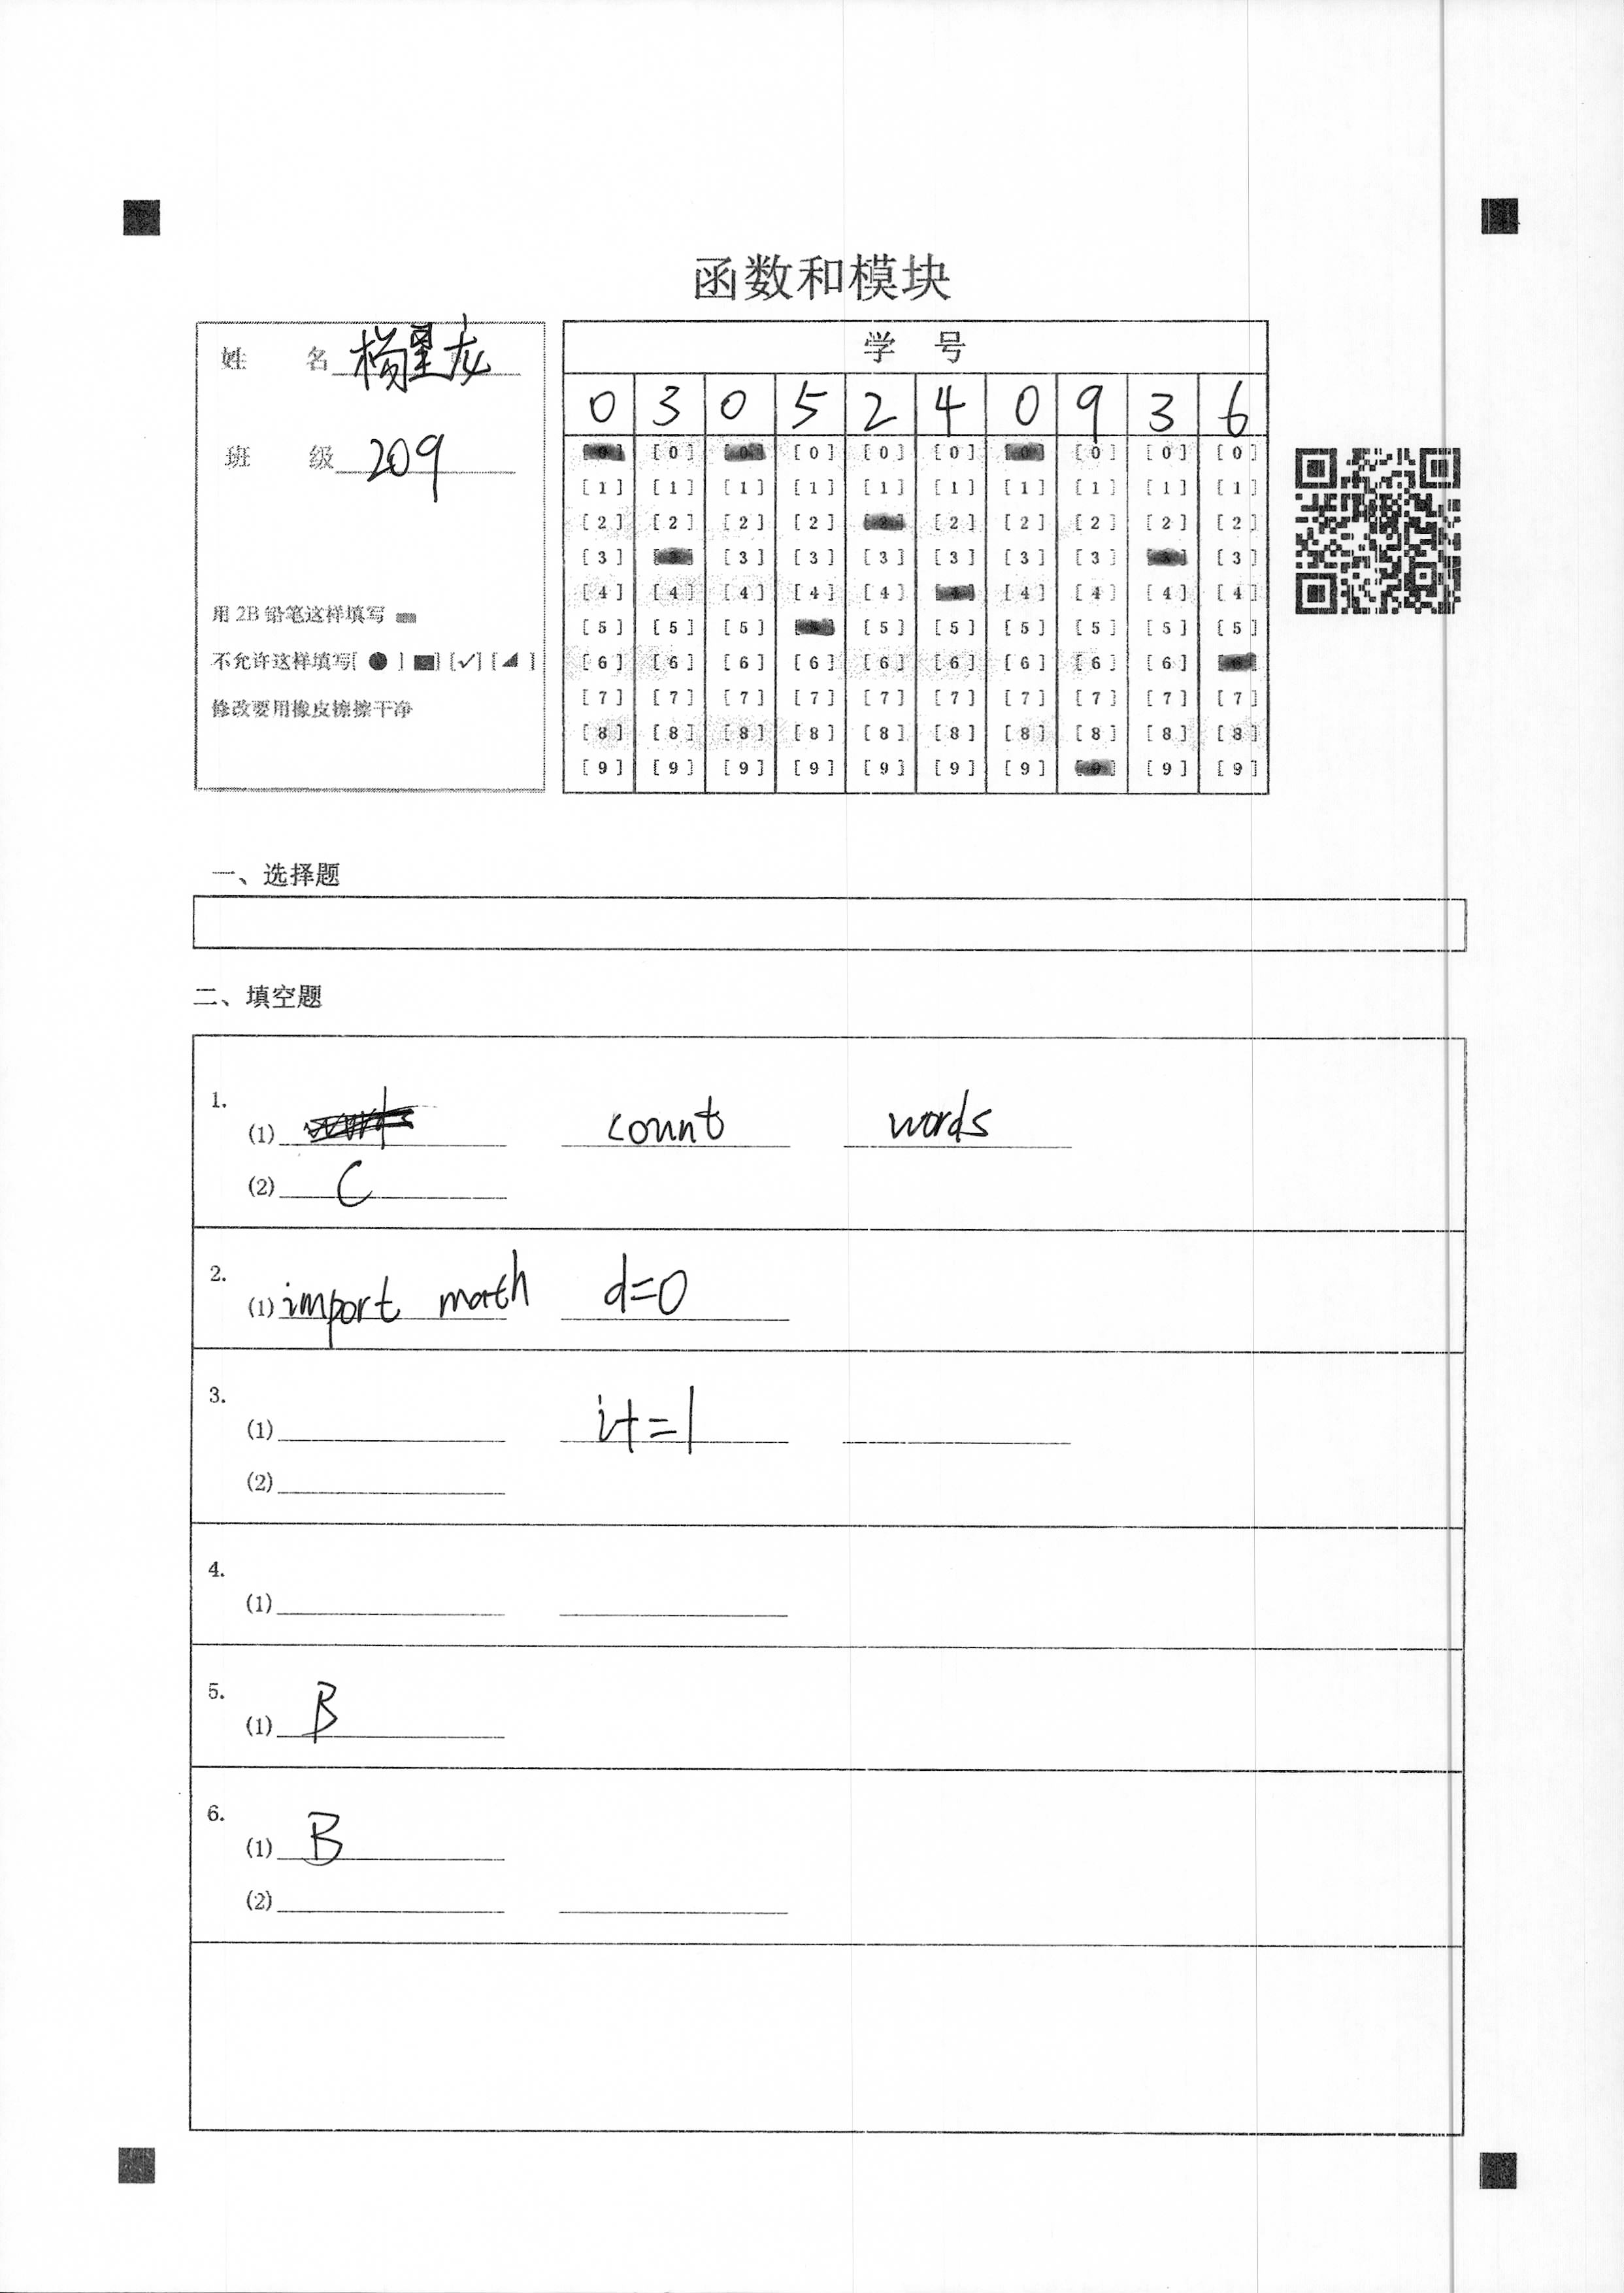 函数和模块
姓 名 杨星龙
班 级 209
用 2B 铅笔这样填写
不允许这样填写[ ● ] [■] [✓] [◢ ]
修改要用橡皮擦擦干净
学 号
0 3 0 5 2 4 0 9 3 6
[0] [0] [0] [0] [0] [0] [0] [0] [0] [0]
[1] [1] [1] [1] [1] [1] [1] [1] [1] [1]
[2] [2] [2] [2] [2] [2] [2] [2] [2] [2]
[3] [3] [3] [3] [3] [3] [3] [3] [3] [3]
[4] [4] [4] [4] [4] [4] [4] [4] [4] [4]
[5] [5] [5] [5] [5] [5] [5] [5] [5] [5]
[6] [6] [6] [6] [6] [6] [6] [6] [6] [6]
[7] [7] [7] [7] [7] [7] [7] [7] [7] [7]
[8] [8] [8] [8] [8] [8] [8] [8] [8] [8]
[9] [9] [9] [9] [9] [9] [9] [9] [9] [9]
一、选择题
二、填空题
1.
(1) count words
(2) C
2.
(1) import math d=0
3.
(1) i+=1
(2)
4.
(1)
5.
(1) B
6.
(1) B
(2)